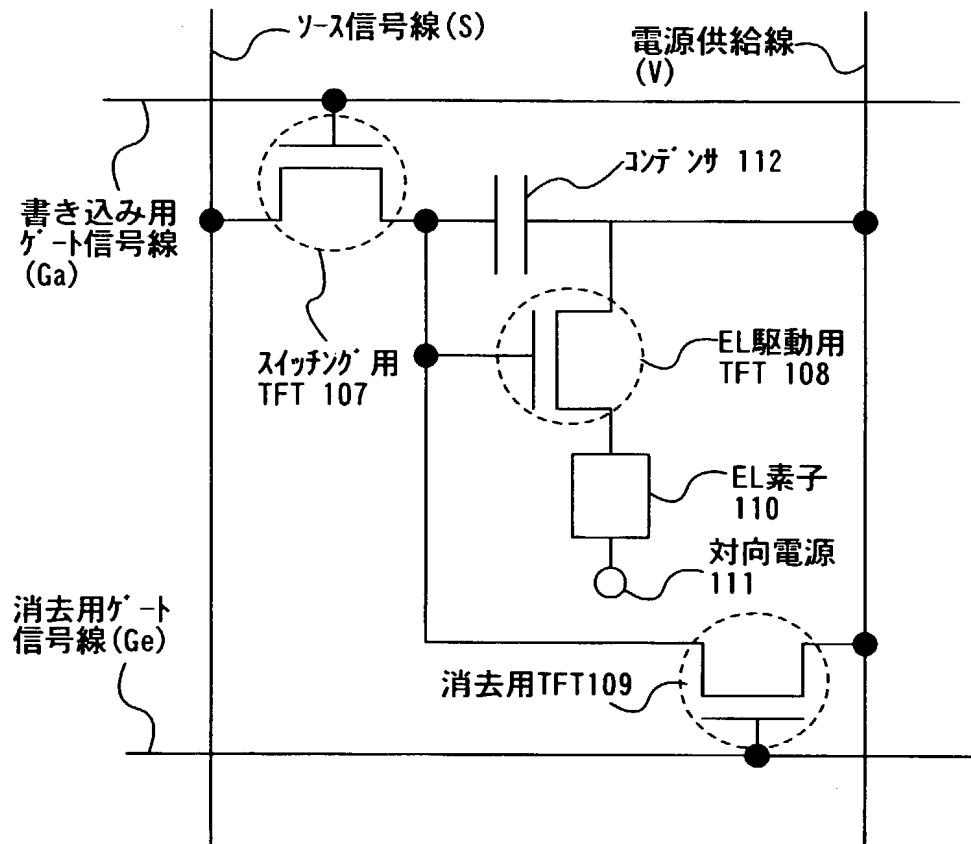 ｿｰｽ信号線(S)
電源供給線
(V)
ｺﾝﾃﾞﾝｻ 112
書き込み用
ｹﾞｰﾄ信号線
(Ga)
ｽｲｯﾁﾝｸﾞ用
TFT 107
EL駆動用
TFT 108
EL素子
110
対向電源
111
消去用ｹﾞｰﾄ
信号線(Ge)
消去用TFT109